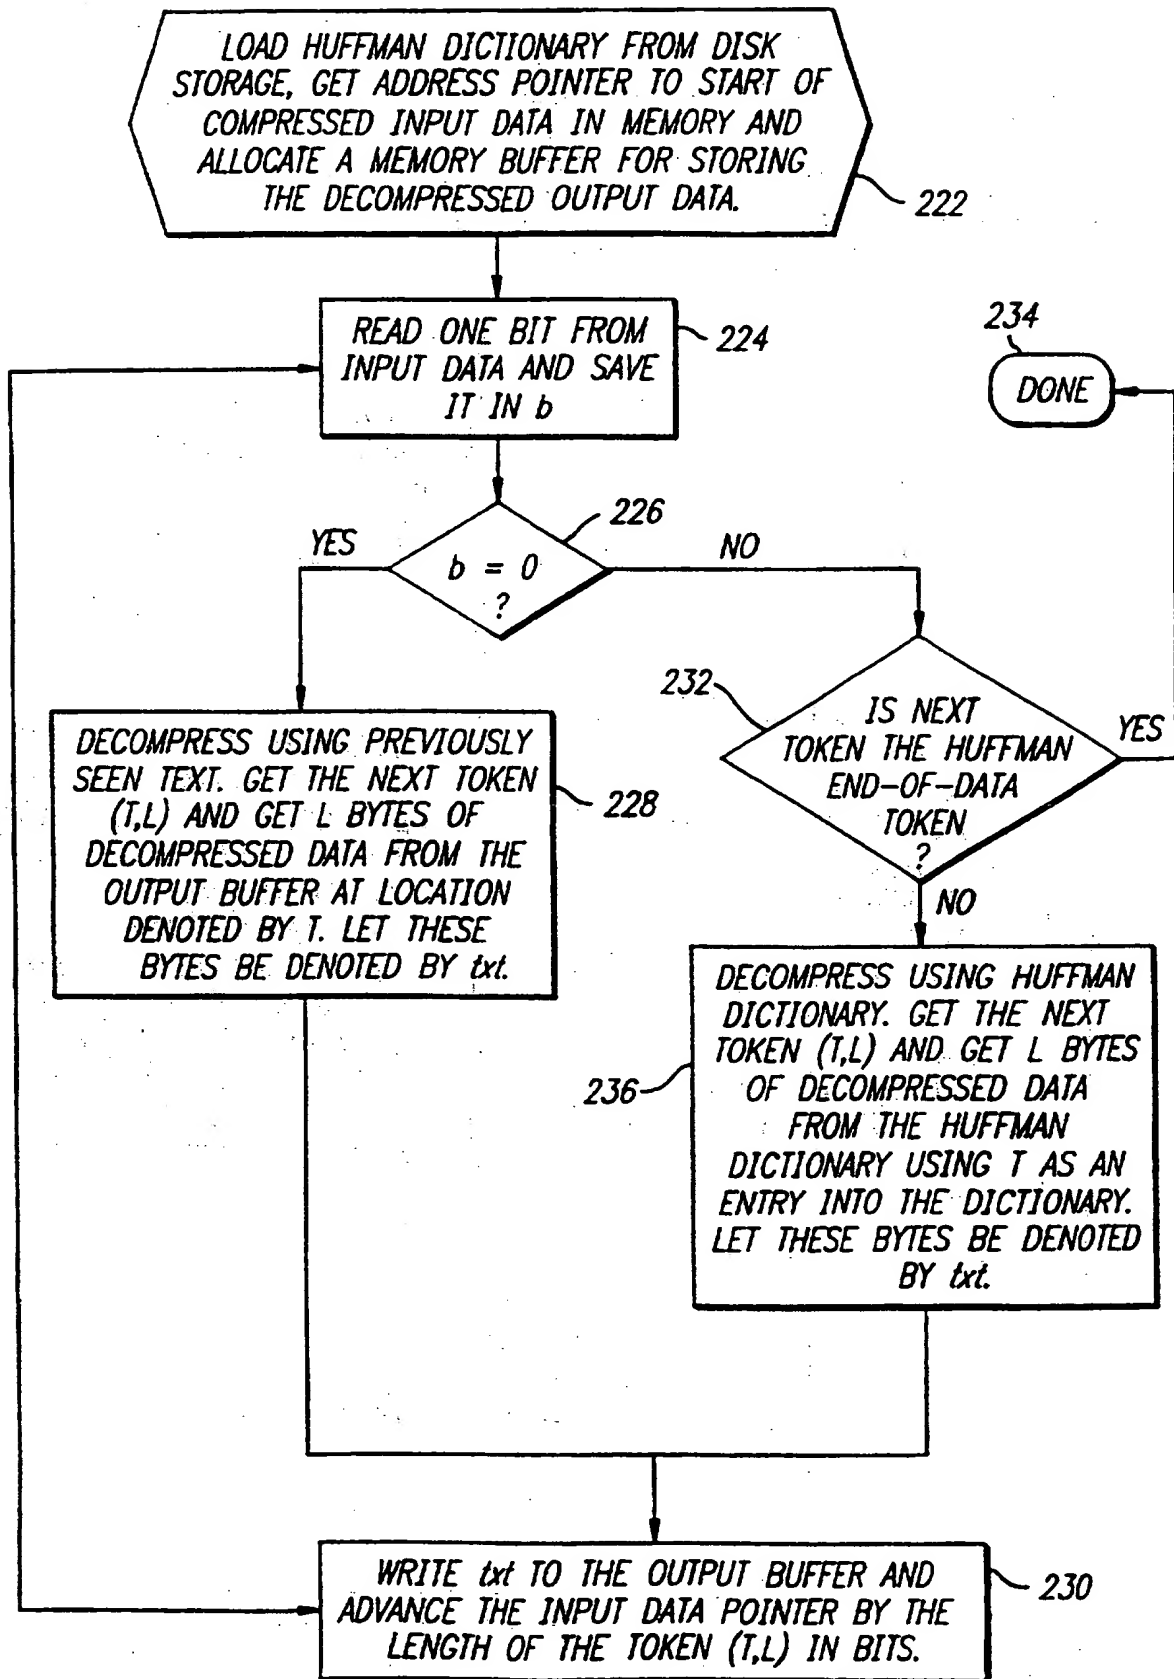 LOAD HUFFMAN DICTIONARY FROM DISK
STORAGE, GET ADDRESS POINTER TO START OF
COMPRESSED INPUT DATA IN MEMORY AND
ALLOCATE A MEMORY BUFFER FOR STORING
THE DECOMPRESSED OUTPUT DATA.
222
READ ONE BIT FROM
INPUT DATA AND SAVE
IT IN b
224
234
DONE
226
YES
b = 0
?
NO
232
IS NEXT
TOKEN THE HUFFMAN
END-OF-DATA
TOKEN
?
YES
NO
DECOMPRESS USING PREVIOUSLY
SEEN TEXT. GET THE NEXT TOKEN
(T,L) AND GET L BYTES OF
DECOMPRESSED DATA FROM THE
OUTPUT BUFFER AT LOCATION
DENOTED BY T. LET THESE
BYTES BE DENOTED BY txt.
228
DECOMPRESS USING HUFFMAN
DICTIONARY. GET THE NEXT
TOKEN (T,L) AND GET L BYTES
OF DECOMPRESSED DATA
FROM THE HUFFMAN
DICTIONARY USING T AS AN
ENTRY INTO THE DICTIONARY.
LET THESE BYTES BE DENOTED
BY txt.
236
WRITE txt TO THE OUTPUT BUFFER AND
ADVANCE THE INPUT DATA POINTER BY THE
LENGTH OF THE TOKEN (T,L) IN BITS.
230